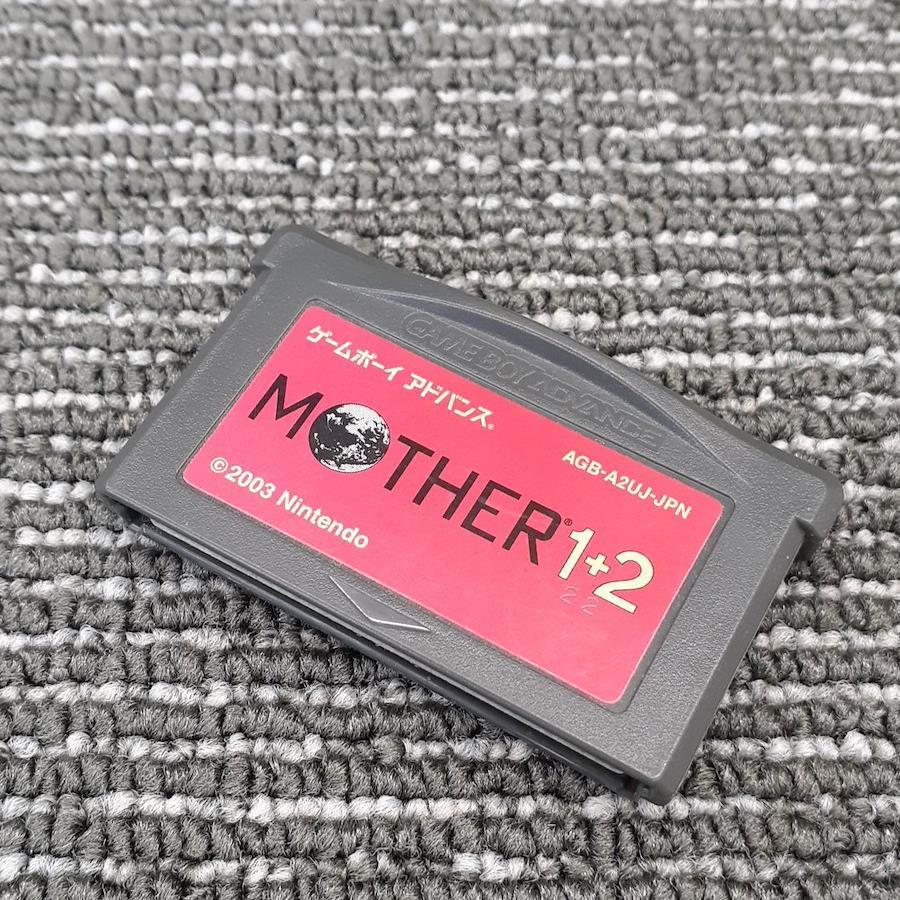 GAME BOY ADVANCE
ゲームボーイ アドバンス®
AGB-A2UJ-JPN
MOTHER® 1+2
©2003 Nintendo
22